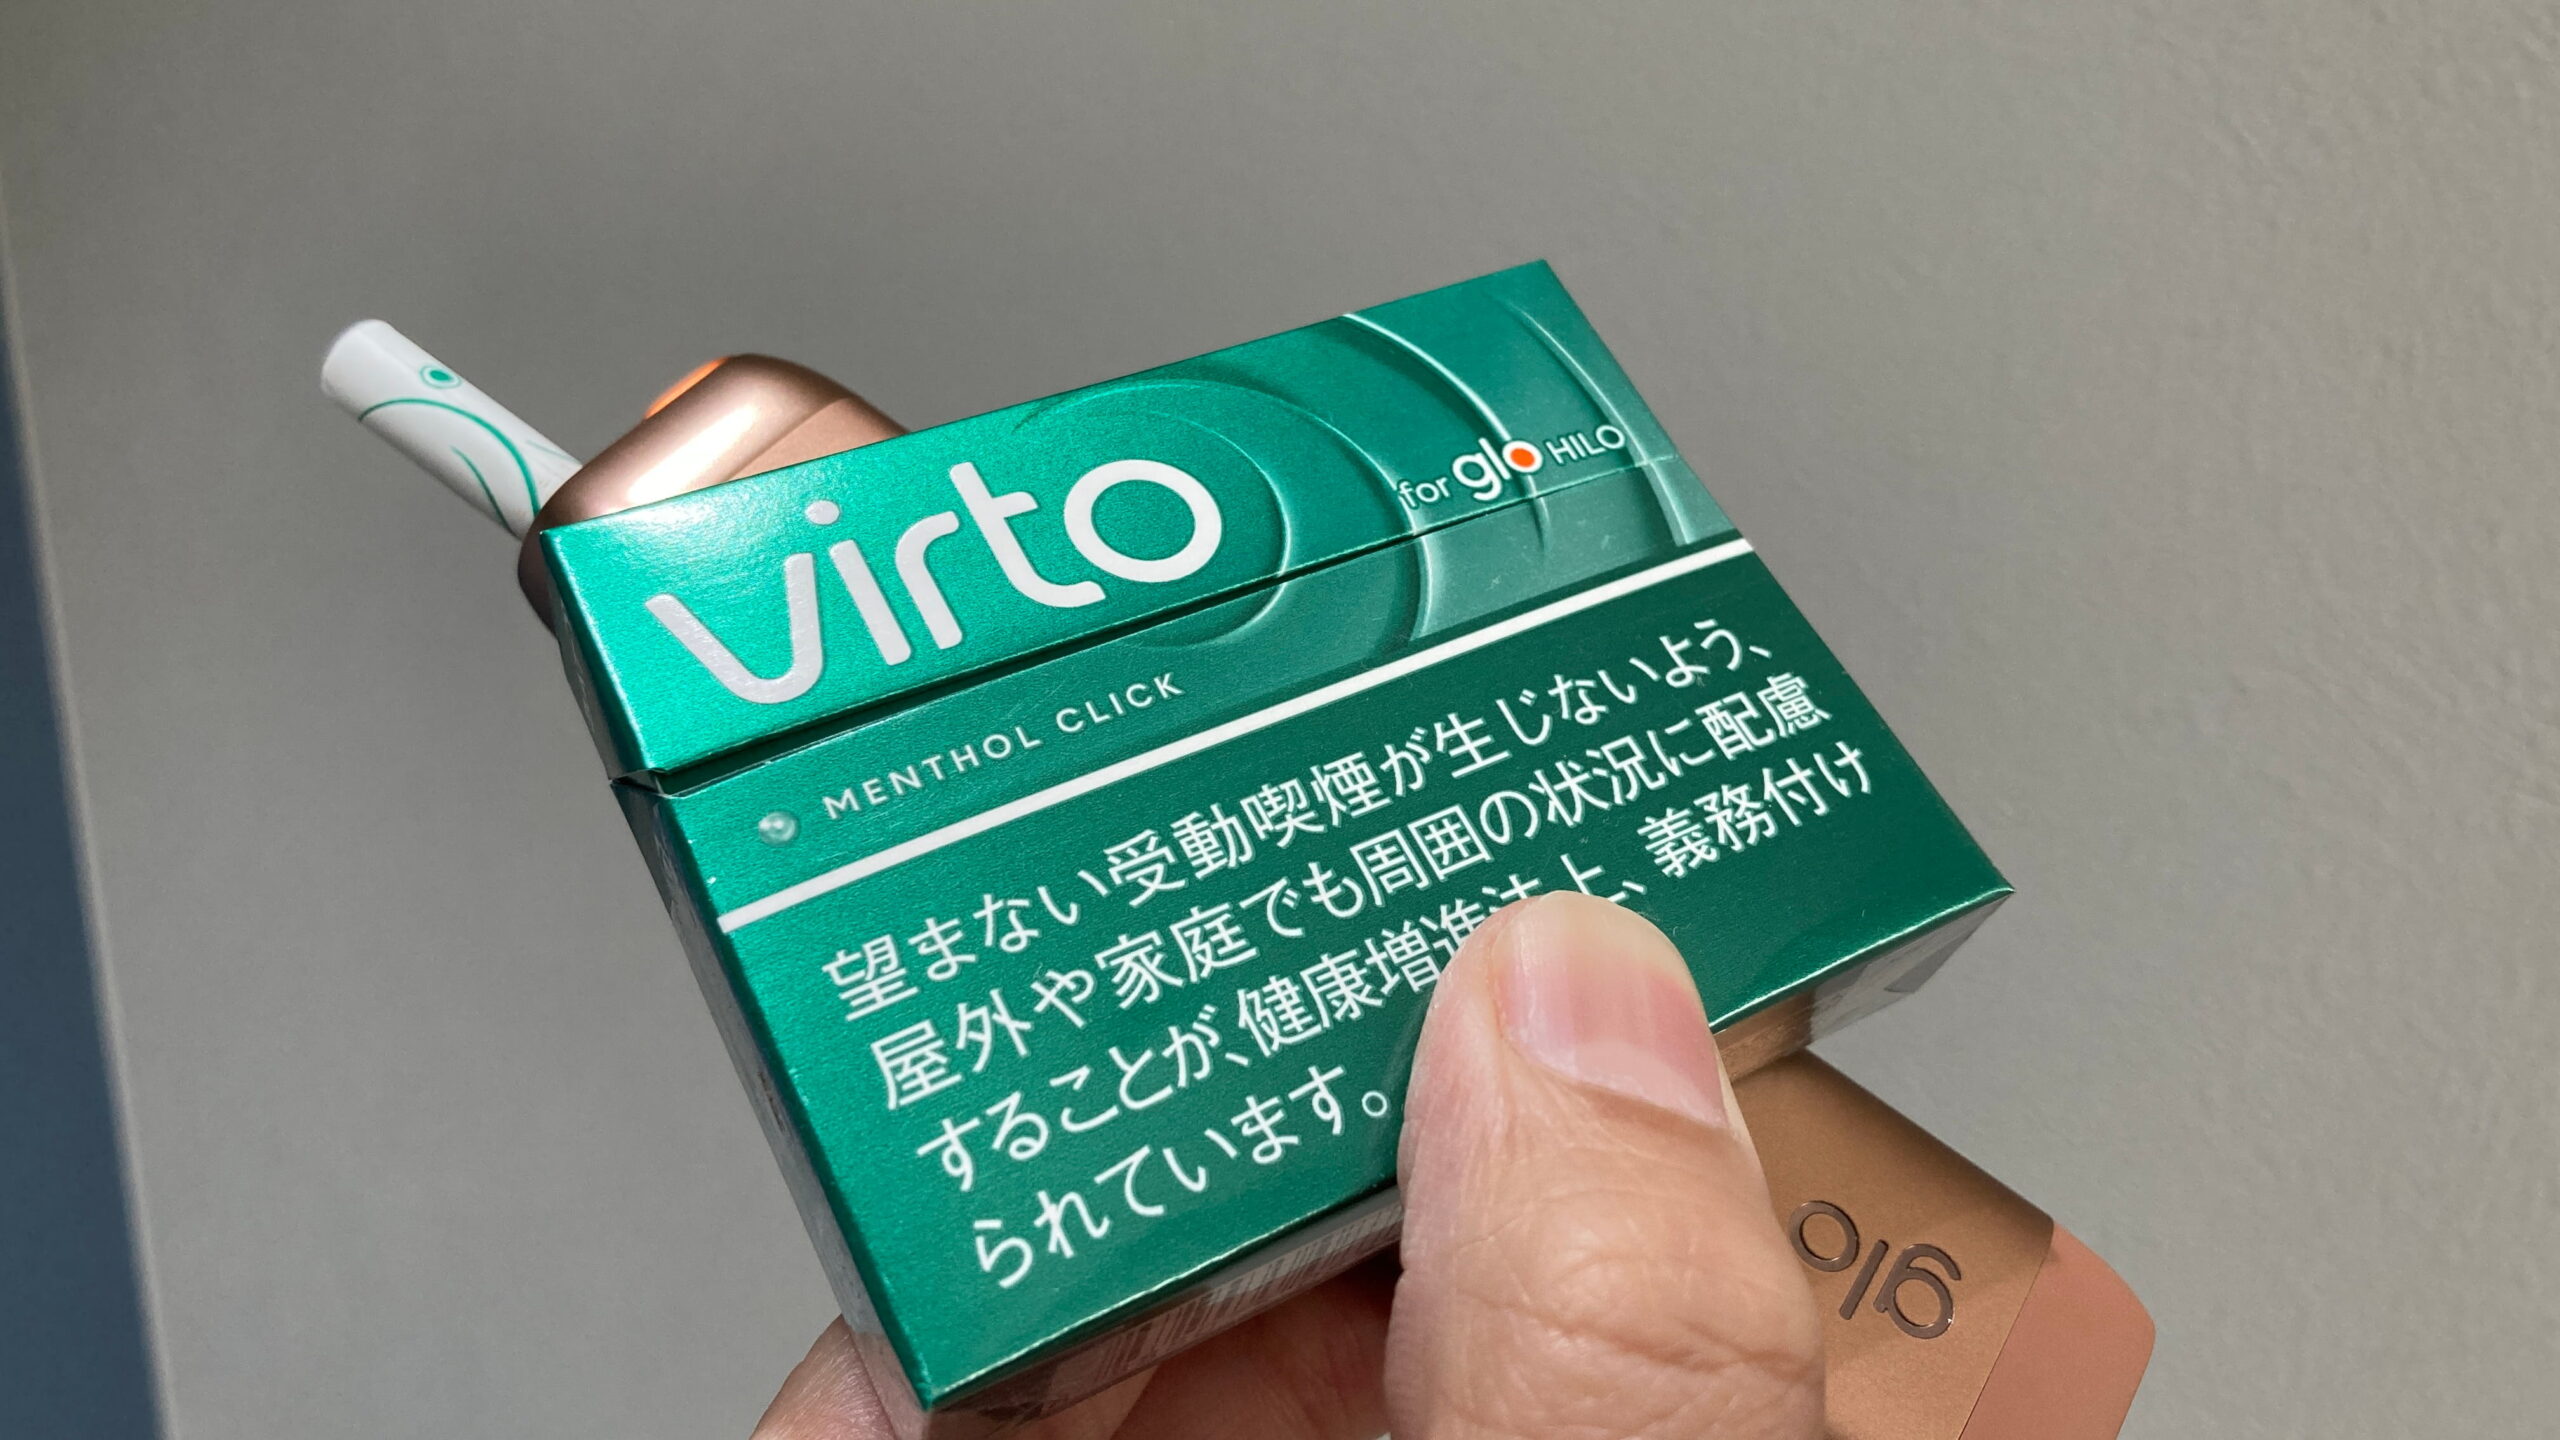 virto
for glo HILO
MENTHOL CLICK
望まない受動喫煙が生じないよう、
屋外や家庭でも周囲の状況に配慮
することが、健康増進法上、義務付け
られています。
glo